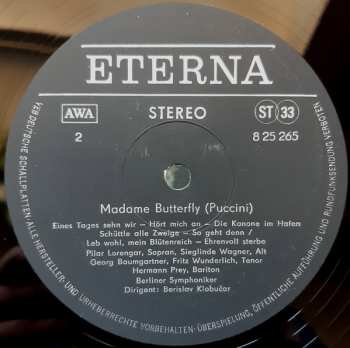 ETERNA
AWA STEREO ST 33
2 8 25 265
Madame Butterfly (Puccini)
Eines Tages sehn wir – Hört mich an – Die Kanone im Hafen
Schüttle alle Zweige – So geht denn /
Leb wohl, mein Blütenreich – Ehrenvoll sterbe
Pilar Lorengar, Sopran, Sieglinde Wagner, Alt
Georg Baumgartner, Fritz Wunderlich, Tenor
Hermann Prey, Bariton
Berliner Symphoniker
Dirigent: Berislav Klobučar
VEB DEUTSCHE SCHALLPLATTEN · ALLE HERSTELLER- UND URHEBERRECHTE VORBEHALTEN · ÜBERSPIELUNG, ÖFFENTLICHE AUFFÜHRUNG UND RUNDFUNKSENDUNG VERBOTEN